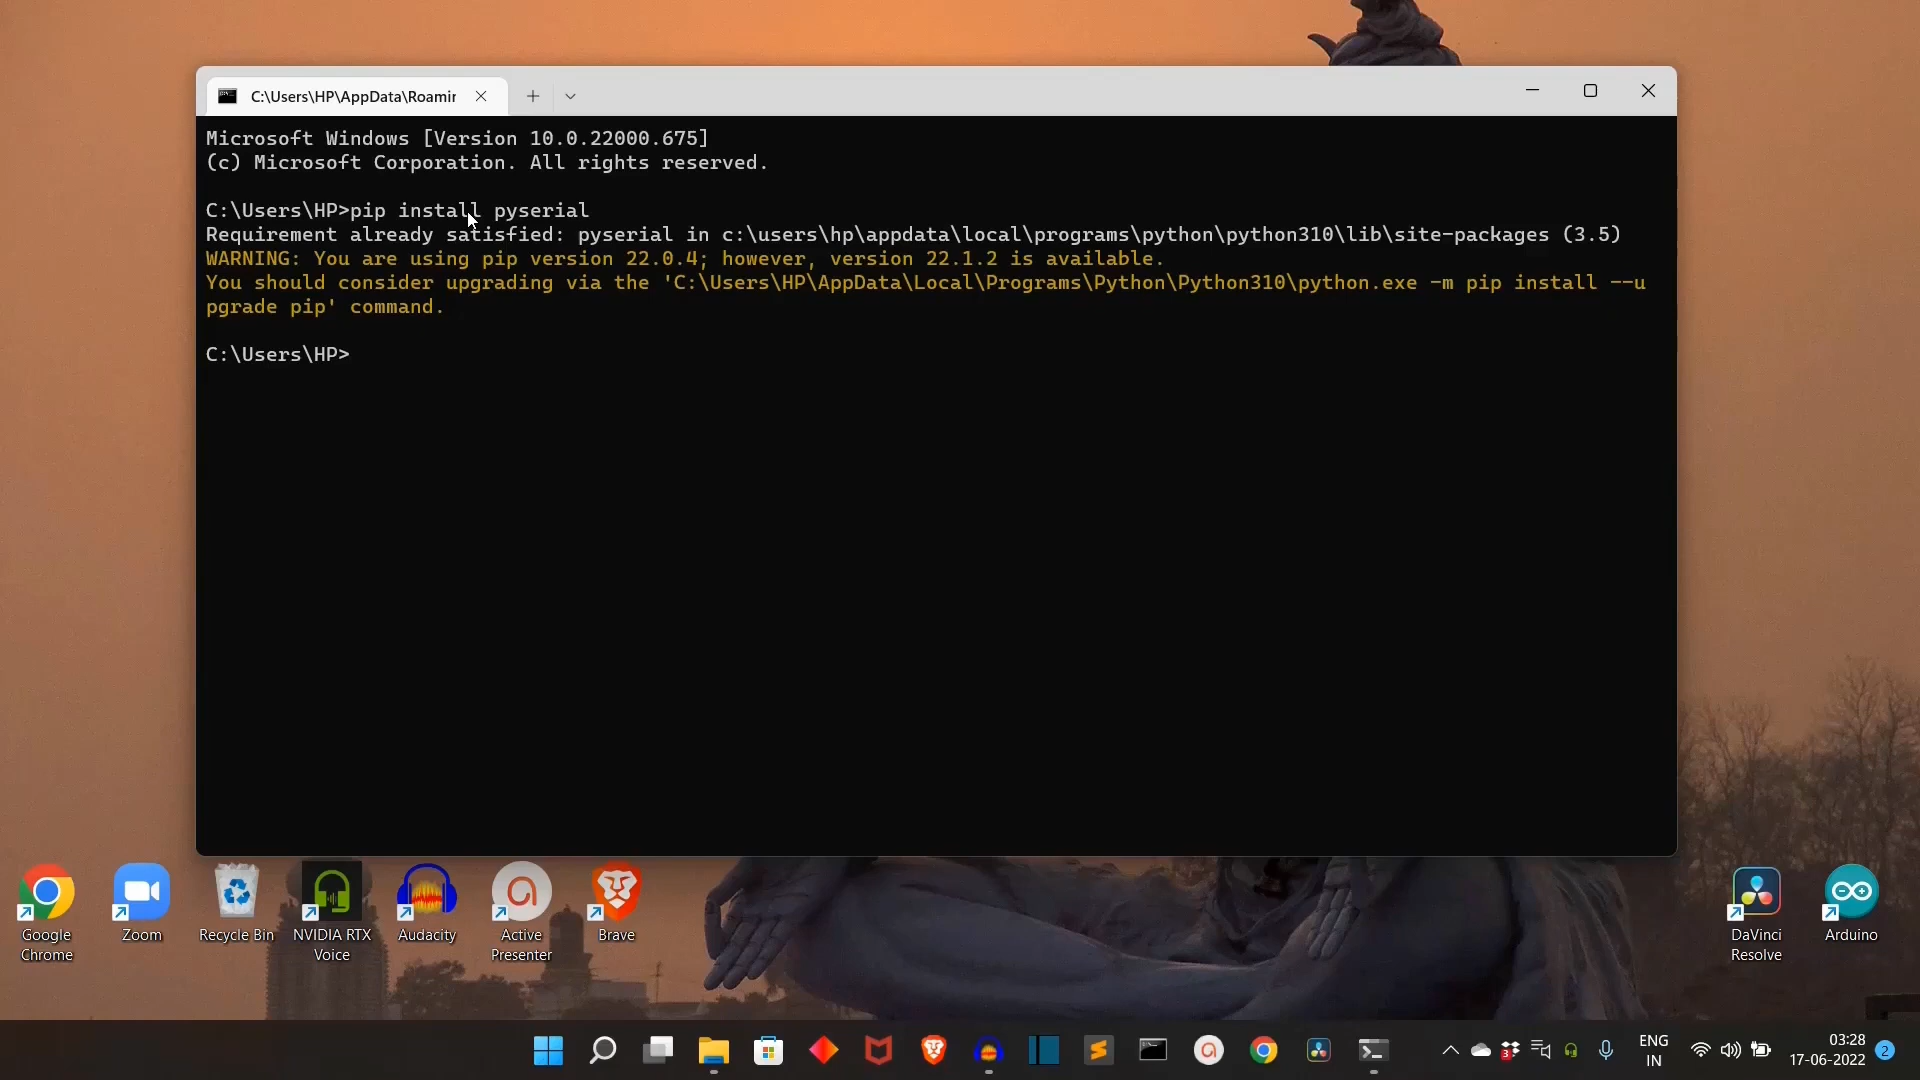 C:\Users\HP\AppData\Roamin
Microsoft Windows [Version 10.0.22000.675]
(c) Microsoft Corporation. All rights reserved.
C:\Users\HP>pip install pyserial
Requirement already satisfied: pyserial in c:\users\hp\appdata\local\programs\python\python310\lib\site-packages (3.5)
WARNING: You are using pip version 22.0.4; however, version 22.1.2 is available.
You should consider upgrading via the 'C:\Users\HP\AppData\Local\Programs\Python\Python310\python.exe -m pip install --u
pgrade pip' command.
C:\Users\HP>
Google
Chrome
Zoom
Recycle Bin
NVIDIA RTX
Voice
Audacity
Active
Presenter
Brave
DaVinci
Resolve
Arduino
3
ENG
IN
03:28
17-06-2022
2